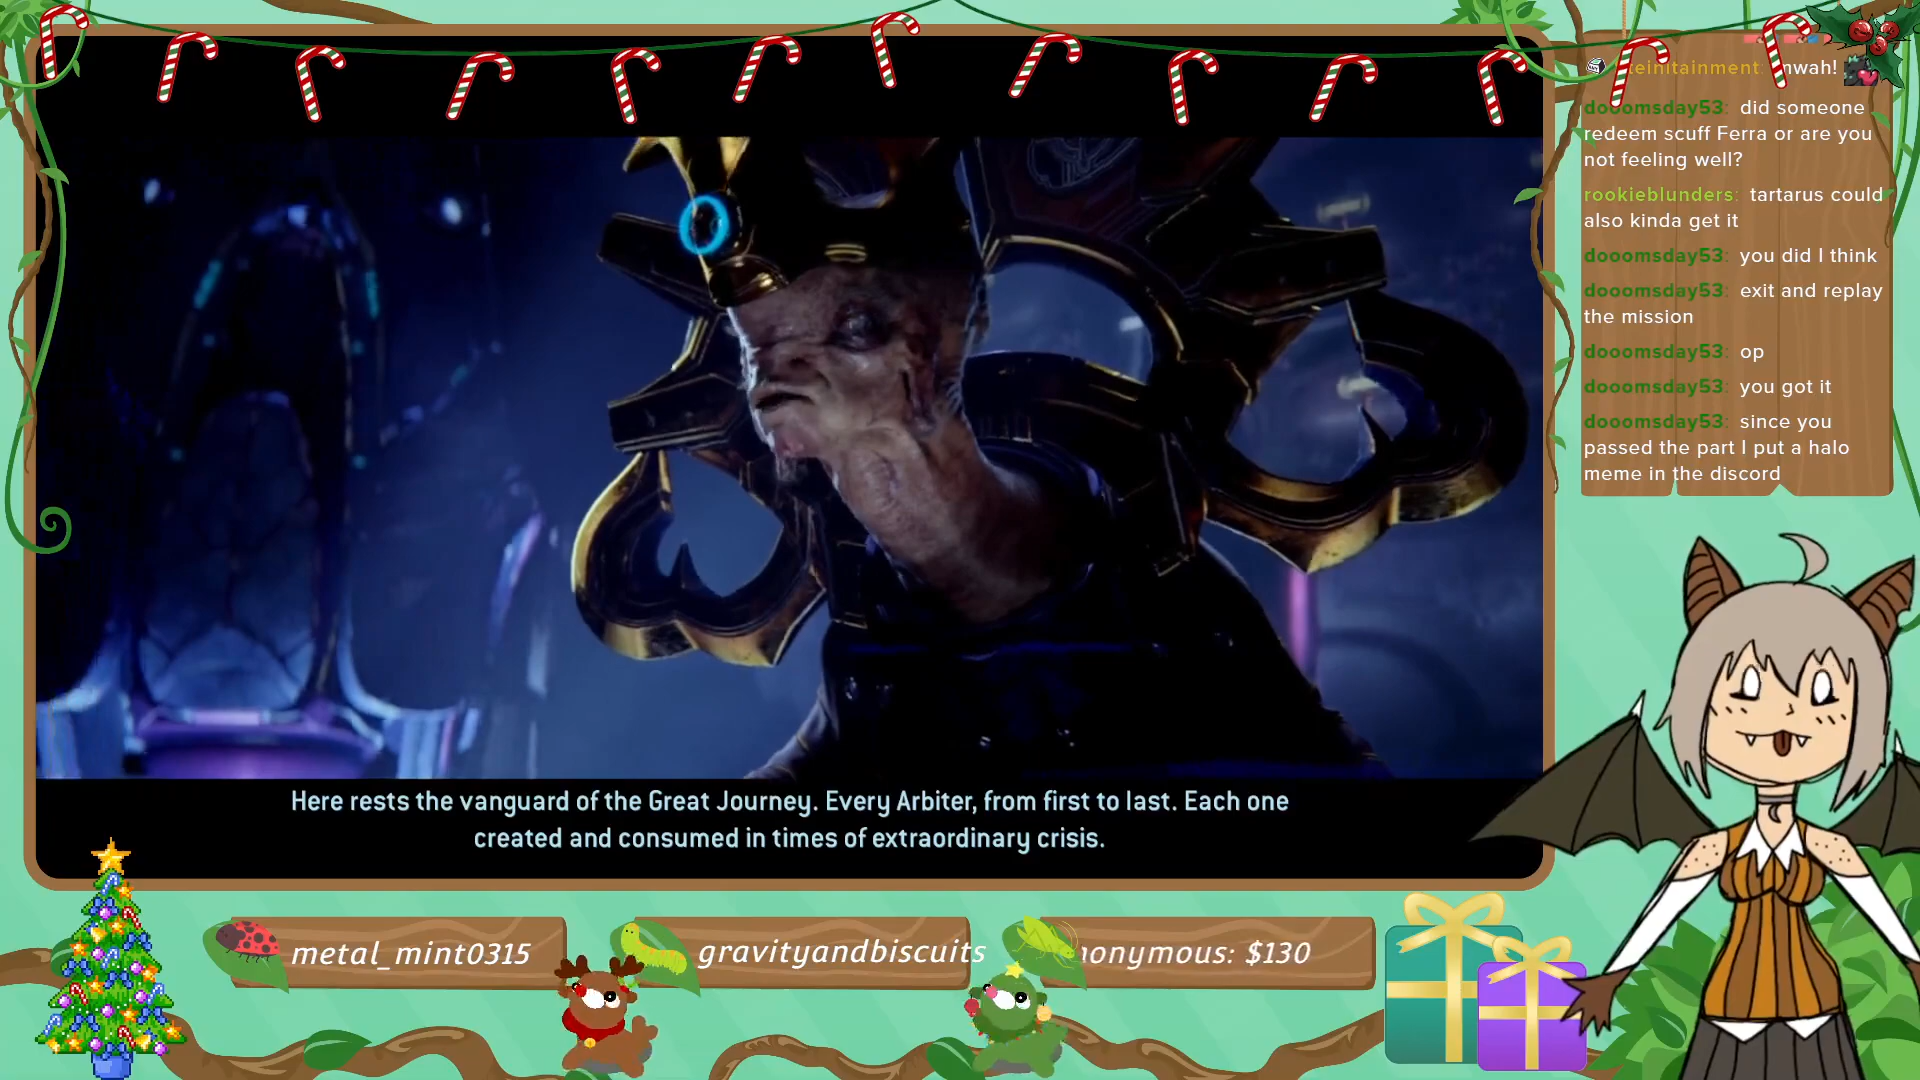 mwah!
dooomsday53: did someone
redeem scuff Ferra or are you
not feeling well?
rookieblunders: tartarus could
also kinda get it
dooomsday53: you did I think
dooomsday53: exit and replay
the mission
dooomsday53: op
dooomsday53: you got it
dooomsday53: since you
passed the part I put a halo
meme in the discord
Here rests the vanguard of the Great Journey. Every Arbiter, from first to last. Each one
created and consumed in times of extraordinary crisis.
metal_mint0315
gravityandbiscuits
onymous: $130